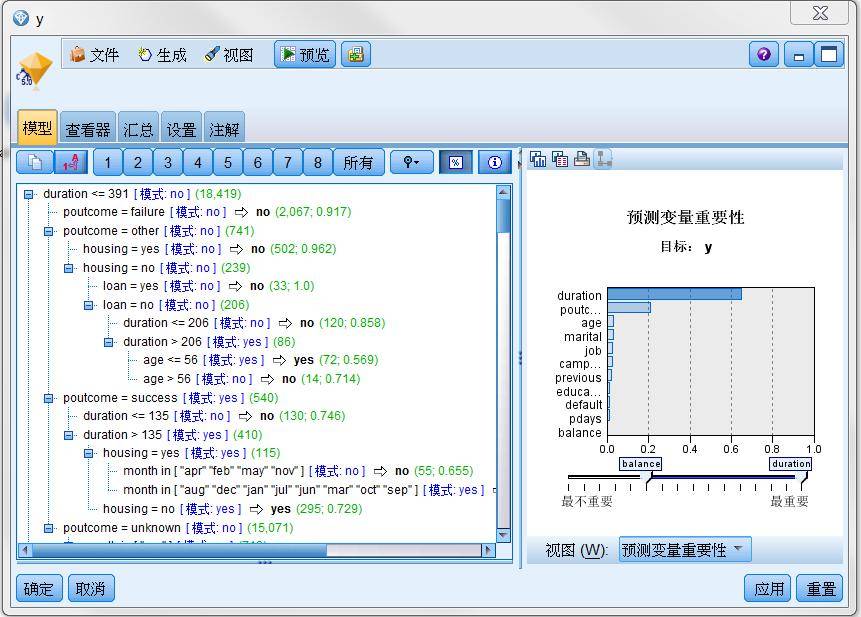 y
文件 生成 视图 预览
模型 查看器 汇总 设置 注解
1 2 3 4 5 6 7 8 所有 %
duration <= 391 [ 模式: no ] (18,419)
poutcome = failure [ 模式: no ] ⇨ no (2,067; 0.917)
poutcome = other [ 模式: no ] (741)
housing = yes [ 模式: no ] ⇨ no (502; 0.962)
housing = no [ 模式: no ] (239)
loan = yes [ 模式: no ] ⇨ no (33; 1.0)
loan = no [ 模式: no ] (206)
duration <= 206 [ 模式: no ] ⇨ no (120; 0.858)
duration > 206 [ 模式: yes ] (86)
age <= 56 [ 模式: yes ] ⇨ yes (72; 0.569)
age > 56 [ 模式: no ] ⇨ no (14; 0.714)
poutcome = success [ 模式: yes ] (540)
duration <= 135 [ 模式: no ] ⇨ no (130; 0.746)
duration > 135 [ 模式: yes ] (410)
housing = yes [ 模式: yes ] (115)
month in [ "apr" "feb" "may" "nov" ] [ 模式: no ] ⇨ no (55; 0.655)
month in [ "aug" "dec" "jan" "jul" "jun" "mar" "oct" "sep" ] [ 模式: yes ]
housing = no [ 模式: yes ] ⇨ yes (295; 0.729)
poutcome = unknown [ 模式: no ] (15,071)
预测变量重要性
目标: y
duration
poutc...
age
marital
job
camp...
previous
educa...
default
pdays
balance
0.0 0.2 0.4 0.6 0.8 1.0
balance duration
最不重要 最重要
视图 (W): 预测变量重要性
确定 取消 应用 重置